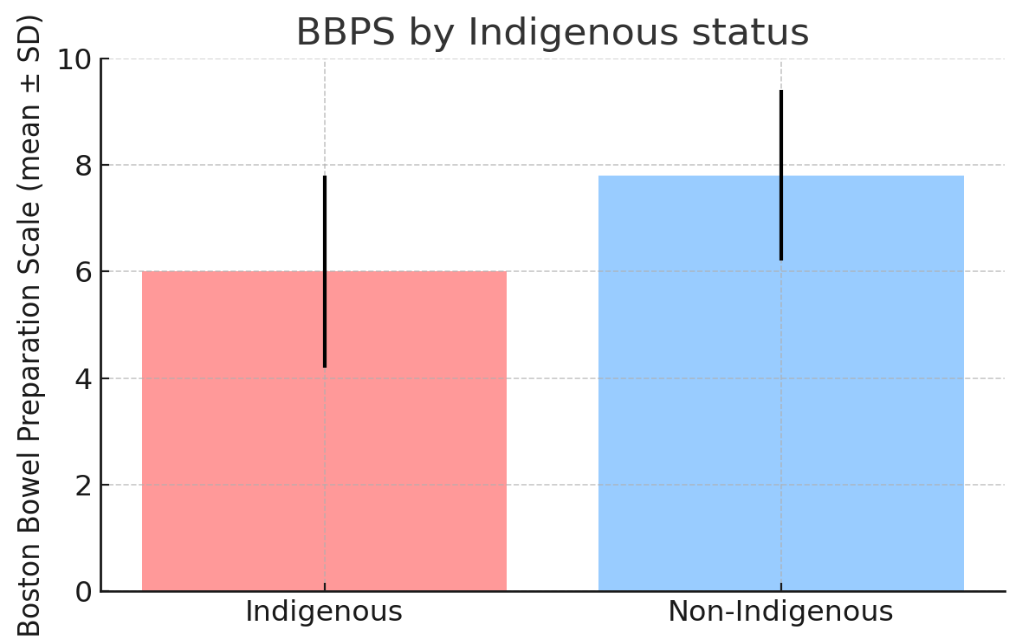 BBPS by Indigenous status
Boston Bowel Preparation Scale (mean ± SD)
10
8
6
4
2
0
Indigenous
Non-Indigenous